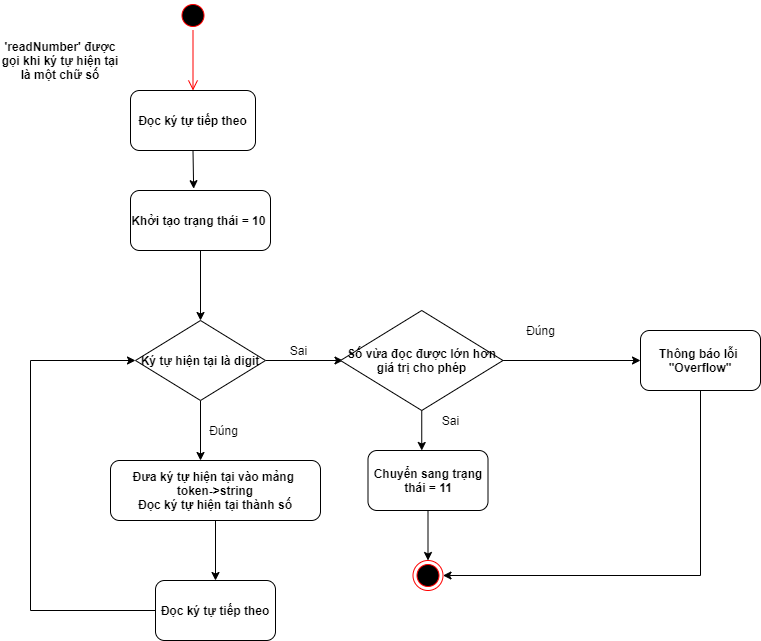 'readNumber' được
gọi khi ký tự hiện tại
là một chữ số
Đọc ký tự tiếp theo
Khởi tạo trạng thái = 10
Ký tự hiện tại là digit
Sai
Số vừa đọc được lớn hơn
giá trị cho phép
Đúng
Thông báo lỗi
"Overflow"
Đúng
Sai
Đưa ký tự hiện tại vào mảng
token->string
Đọc ký tự hiện tại thành số
Chuyển sang trạng
thái = 11
Đọc ký tự tiếp theo